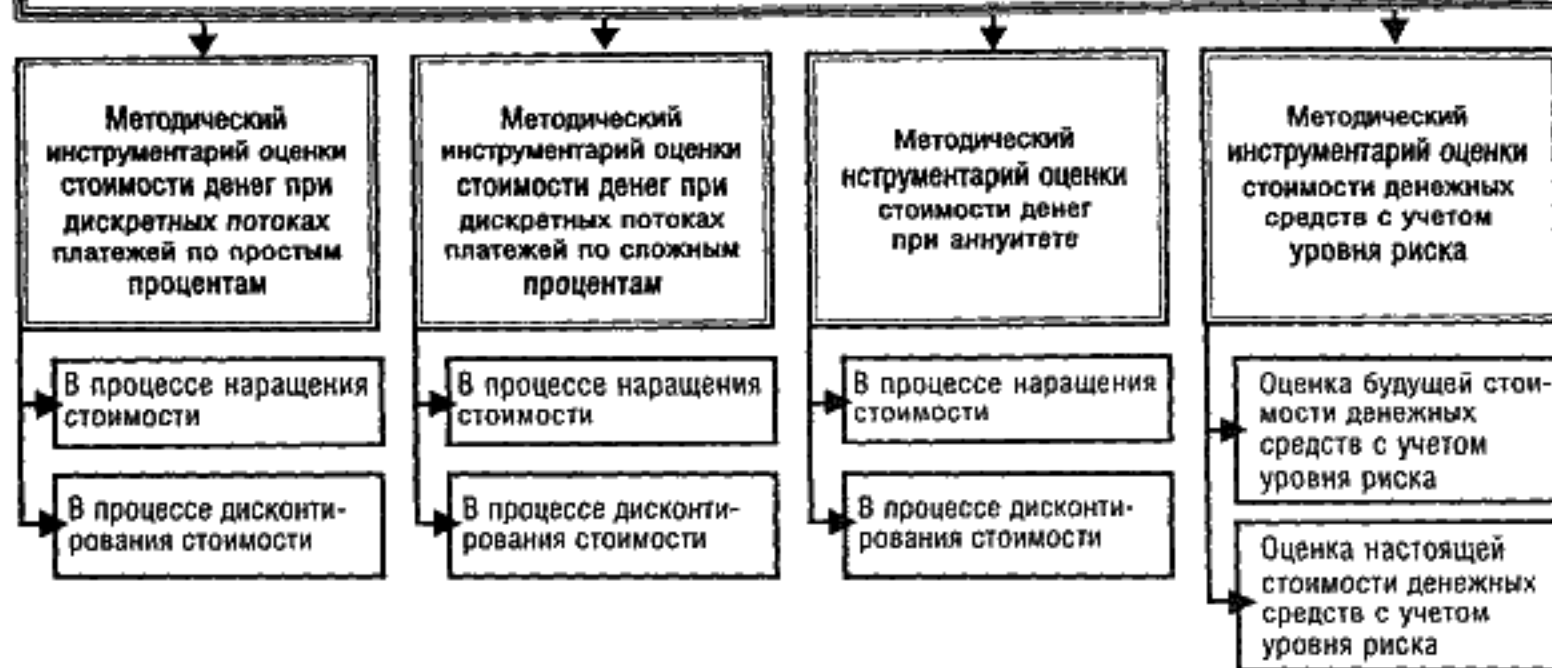 Методический
инструментарий оценки
стоимости денег при
дискретных потоках
платежей по простым
процентам
В процессе наращения
стоимости
В процессе дисконти-
рования стоимости
Методический
инструментарий оценки
стоимости денег при
дискретных потоках
платежей по сложным
процентам
В процессе наращения
стоимости
В процессе дисконти-
рования стоимости
Методический
нструментарий оценки
стоимости денег
при аннуитете
В процессе наращения
стоимости
В процессе дисконти-
рования стоимости
Методический
инструментарий оценки
стоимости денежных
средств с учетом
уровня риска
Оценка будущей стои-
мости денежных
средств с учетом
уровня риска
Оценка настоящей
стоимости денежных
средств с учетом
уровня риска